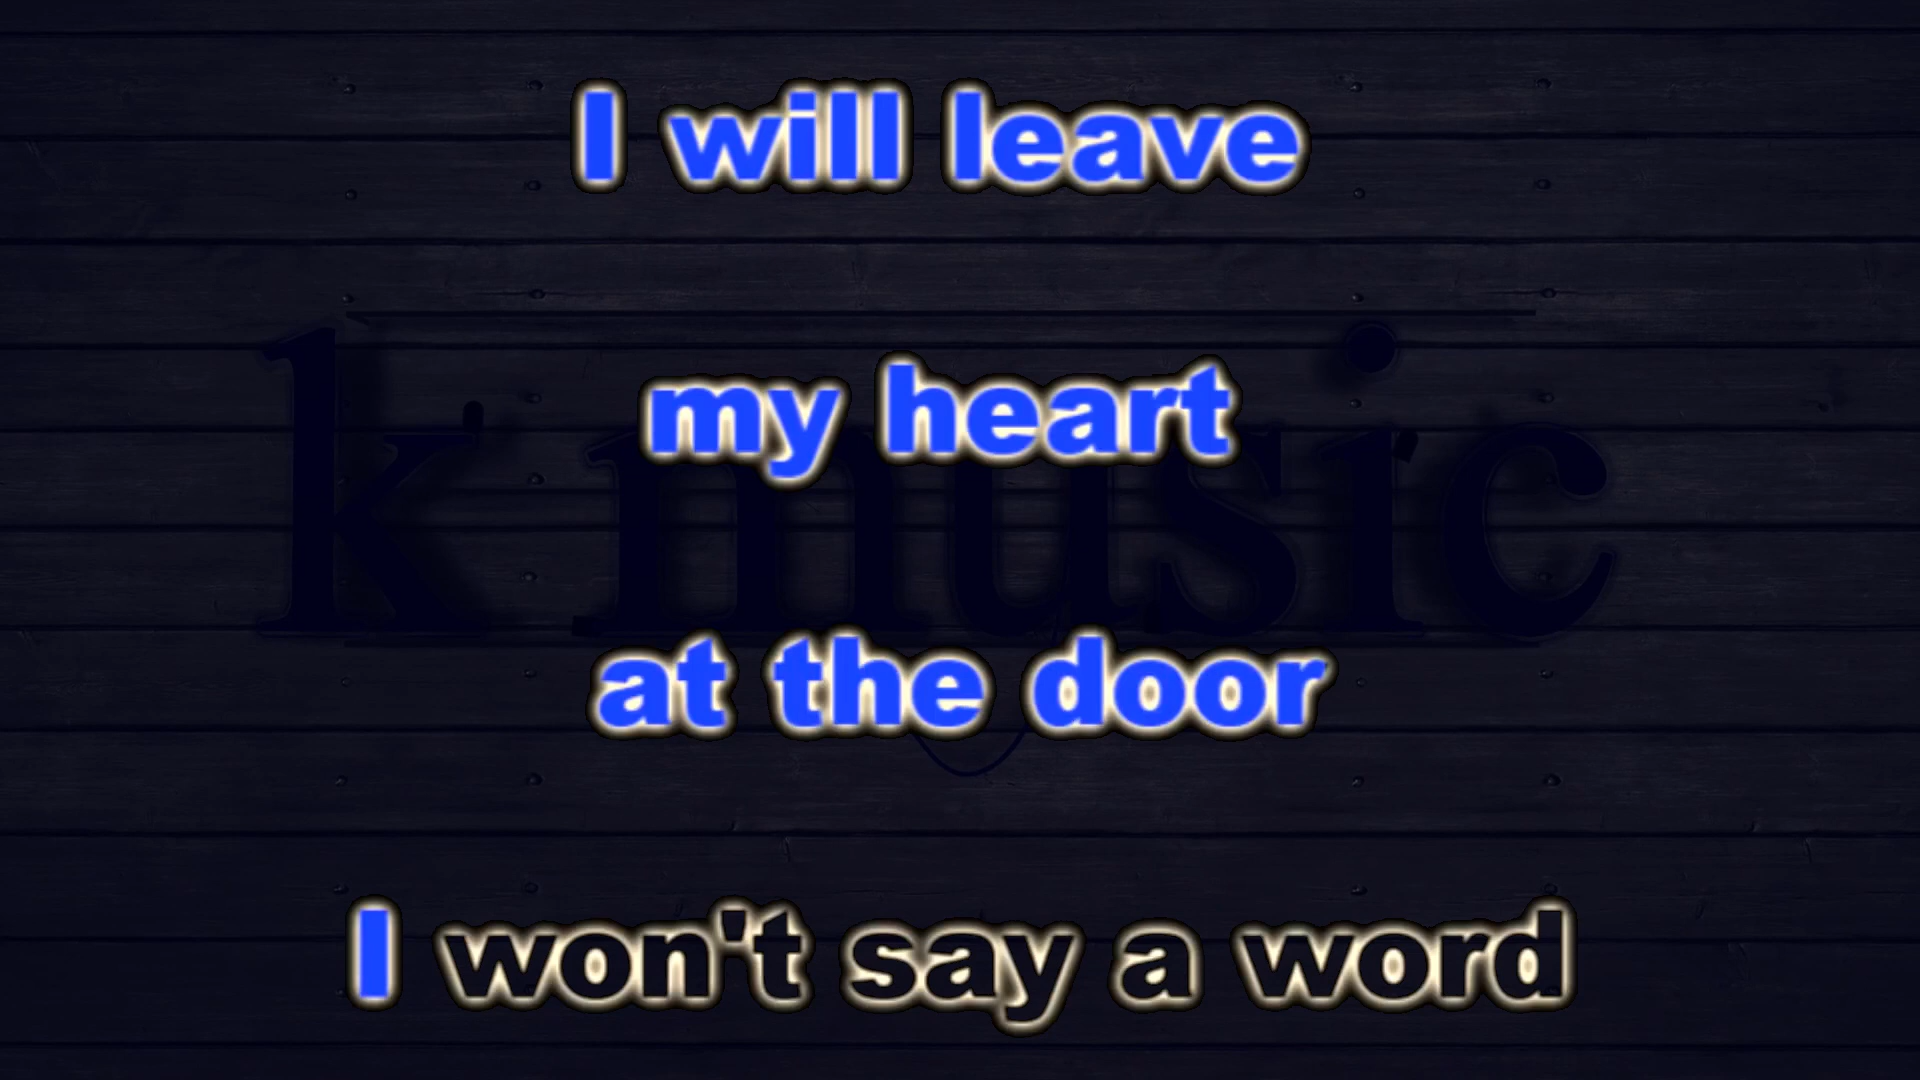 I will leave
my heart
k music
at the door
I won't say a word